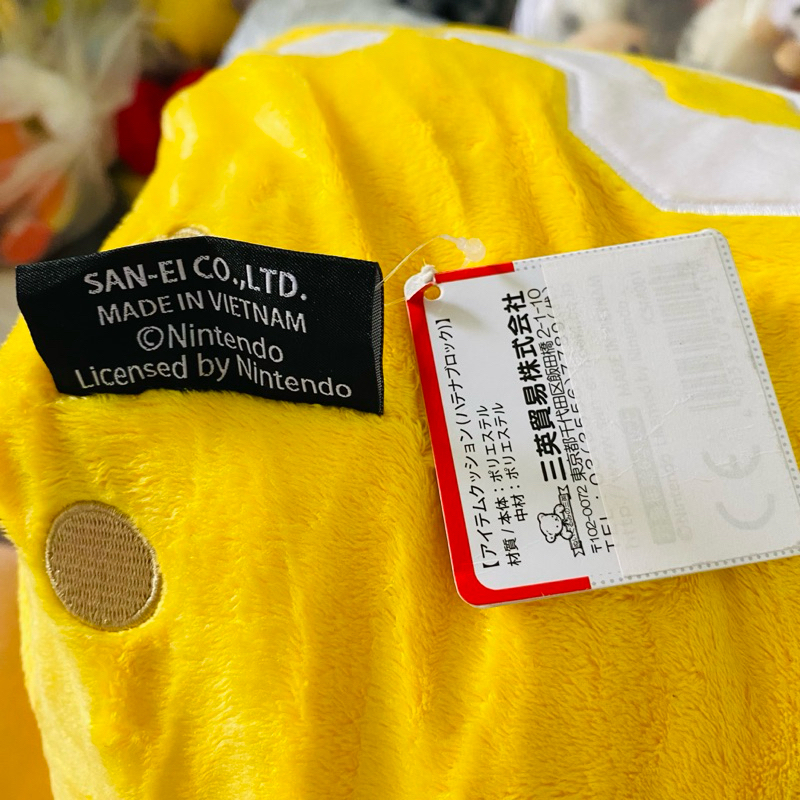 SAN-EI CO.,LTD.
MADE IN VIETNAM
©Nintendo
Licensed by Nintendo
【アイテムクッション(ハテナブロック)】
材質/本体：ポリエステル
中材：ポリエステル
三英貿易株式会社
〒102-0072 東京都千代田区飯田橋2-1-10
CE